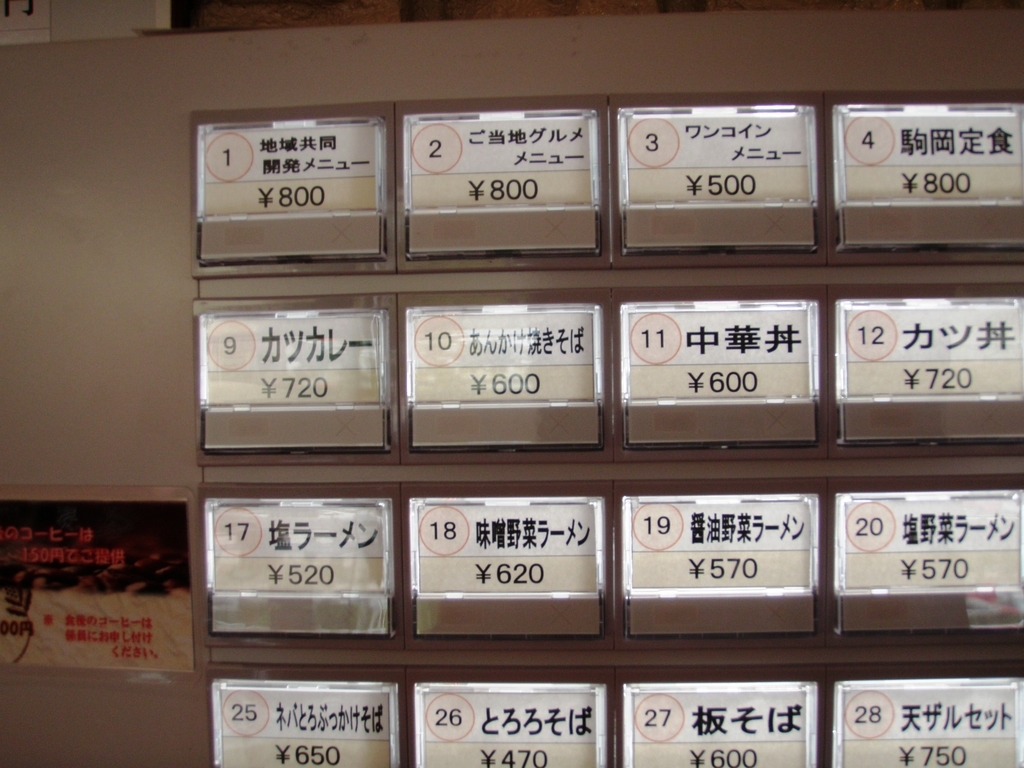 円
1 地域共同
開発メニュー
¥800
2 ご当地グルメ
メニュー
¥800
3 ワンコイン
メニュー
¥500
4 駒岡定食
¥800
9 カツカレー
¥720
10 あんかけ焼きそば
¥600
11 中華丼
¥600
12 カツ丼
¥720
17 塩ラーメン
¥520
18 味噌野菜ラーメン
¥620
19 醤油野菜ラーメン
¥570
20 塩野菜ラーメン
¥570
のコーヒーは
150円でご提供
00円
※ 食後のコーヒーは
係員にお申し付け
ください。
25 ネバとろぶっかけそば
¥650
26 とろろそば
¥470
27 板そば
¥600
28 天ザルセット
¥750